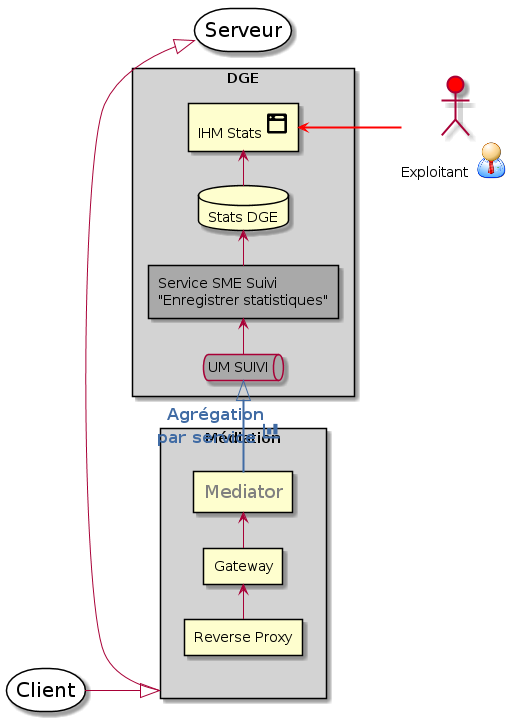 Serveur
DGE
IHM Stats
Exploitant
Stats DGE
Service SME Suivi
"Enregistrer statistiques"
UM SUIVI
Agrégation
par service
Médiation
Mediator
Gateway
Reverse Proxy
Client